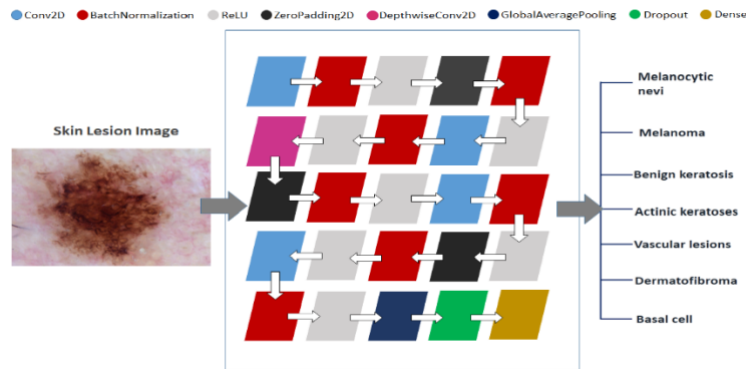 Conv2D BatchNormalization ReLU ZeroPadding2D DepthwiseConv2D GlobalAveragePooling Dropout Dense
Skin Lesion Image
Melanocytic
nevi
Melanoma
Benign keratosis
Actinic keratoses
Vascular lesions
Dermatofibroma
Basal cell